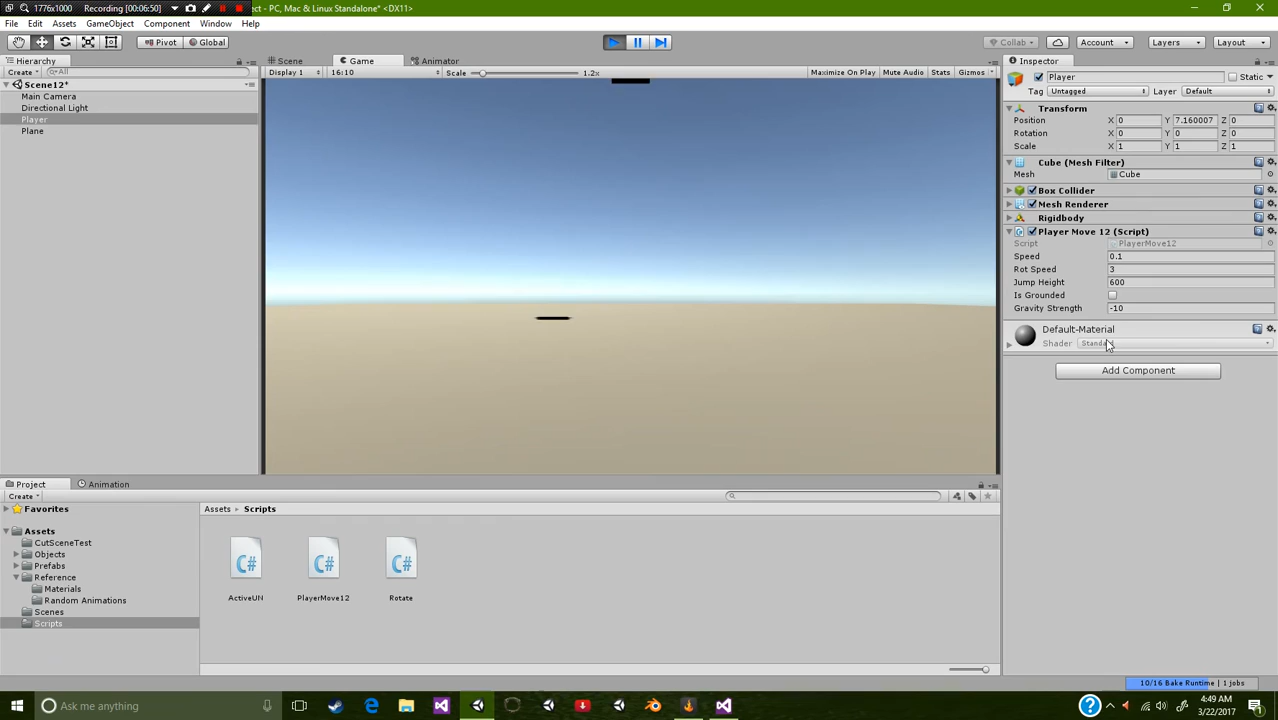 1776x1000 Recording [00:06:50] ect - PC, Mac & Linux Standalone* <DX11>
File Edit Assets GameObject Component Window Help
Pivot Global Collab Account Layers Layout
Hierarchy Scene Game Animator Inspector
Create All Display 1 16:10 Scale 1.2x Maximize On Play Mute Audio Stats Gizmos Player Static
Scene12*
Main Camera
Directional Light
Player
Plane
Tag Untagged Layer Default
Transform
Position X 0 Y 7.160007 Z 0
Rotation X 0 Y 0 Z 0
Scale X 1 Y 1 Z 1
Cube (Mesh Filter)
Mesh Cube
Box Collider
Mesh Renderer
Rigidbody
Player Move 12 (Script)
Script PlayerMove12
Speed 0.1
Rot Speed 3
Jump Height 600
Is Grounded
Gravity Strength -10
Default-Material
Shader Standard
Add Component
Project Animation
Create
Favorites
Assets
CutSceneTest
Objects
Prefabs
Reference
Materials
Random Animations
Scenes
Scripts
Assets Scripts
ActiveUN PlayerMove12 Rotate
10/16 Bake Runtime | 1 jobs
Ask me anything
4:49 AM
3/22/2017